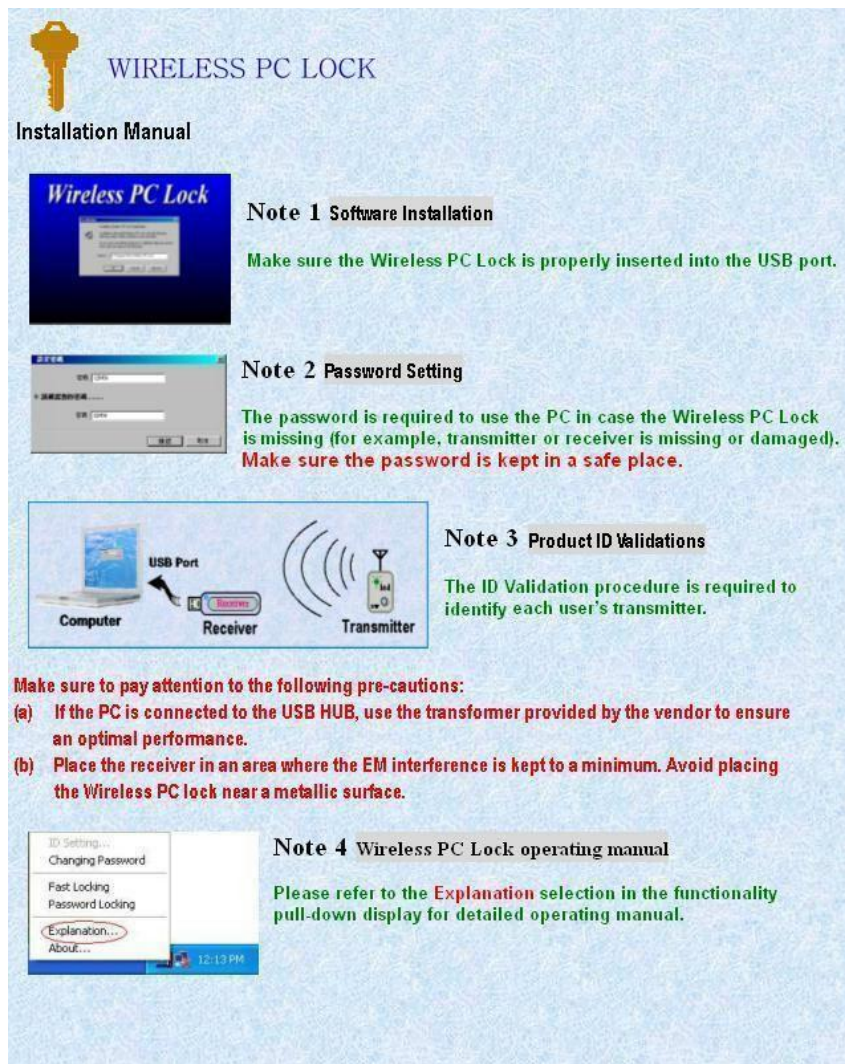 WIRELESS PC LOCK
Installation Manual
Wireless PC Lock
Note 1 Software Installation
Make sure the Wireless PC Lock is properly inserted into the USB port.
Note 2 Password Setting
The password is required to use the PC in case the Wireless PC Lock
is missing (for example, transmitter or receiver is missing or damaged).
Make sure the password is kept in a safe place.
USB Port
Computer
Receiver
Receiver
Transmitter
Note 3 Product ID Validations
The ID Validation procedure is required to
identify each user's transmitter.
Make sure to pay attention to the following pre-cautions:
(a) If the PC is connected to the USB HUB, use the transformer provided by the vendor to ensure
an optimal performance.
(b) Place the receiver in an area where the EM interference is kept to a minimum. Avoid placing
the Wireless PC lock near a metallic surface.
ID Setting...
Changing Password
Fast Locking
Password Locking
Explanation...
About...
12:13 PM
Note 4 Wireless PC Lock operating manual
Please refer to the Explanation selection in the functionality
pull-down display for detailed operating manual.